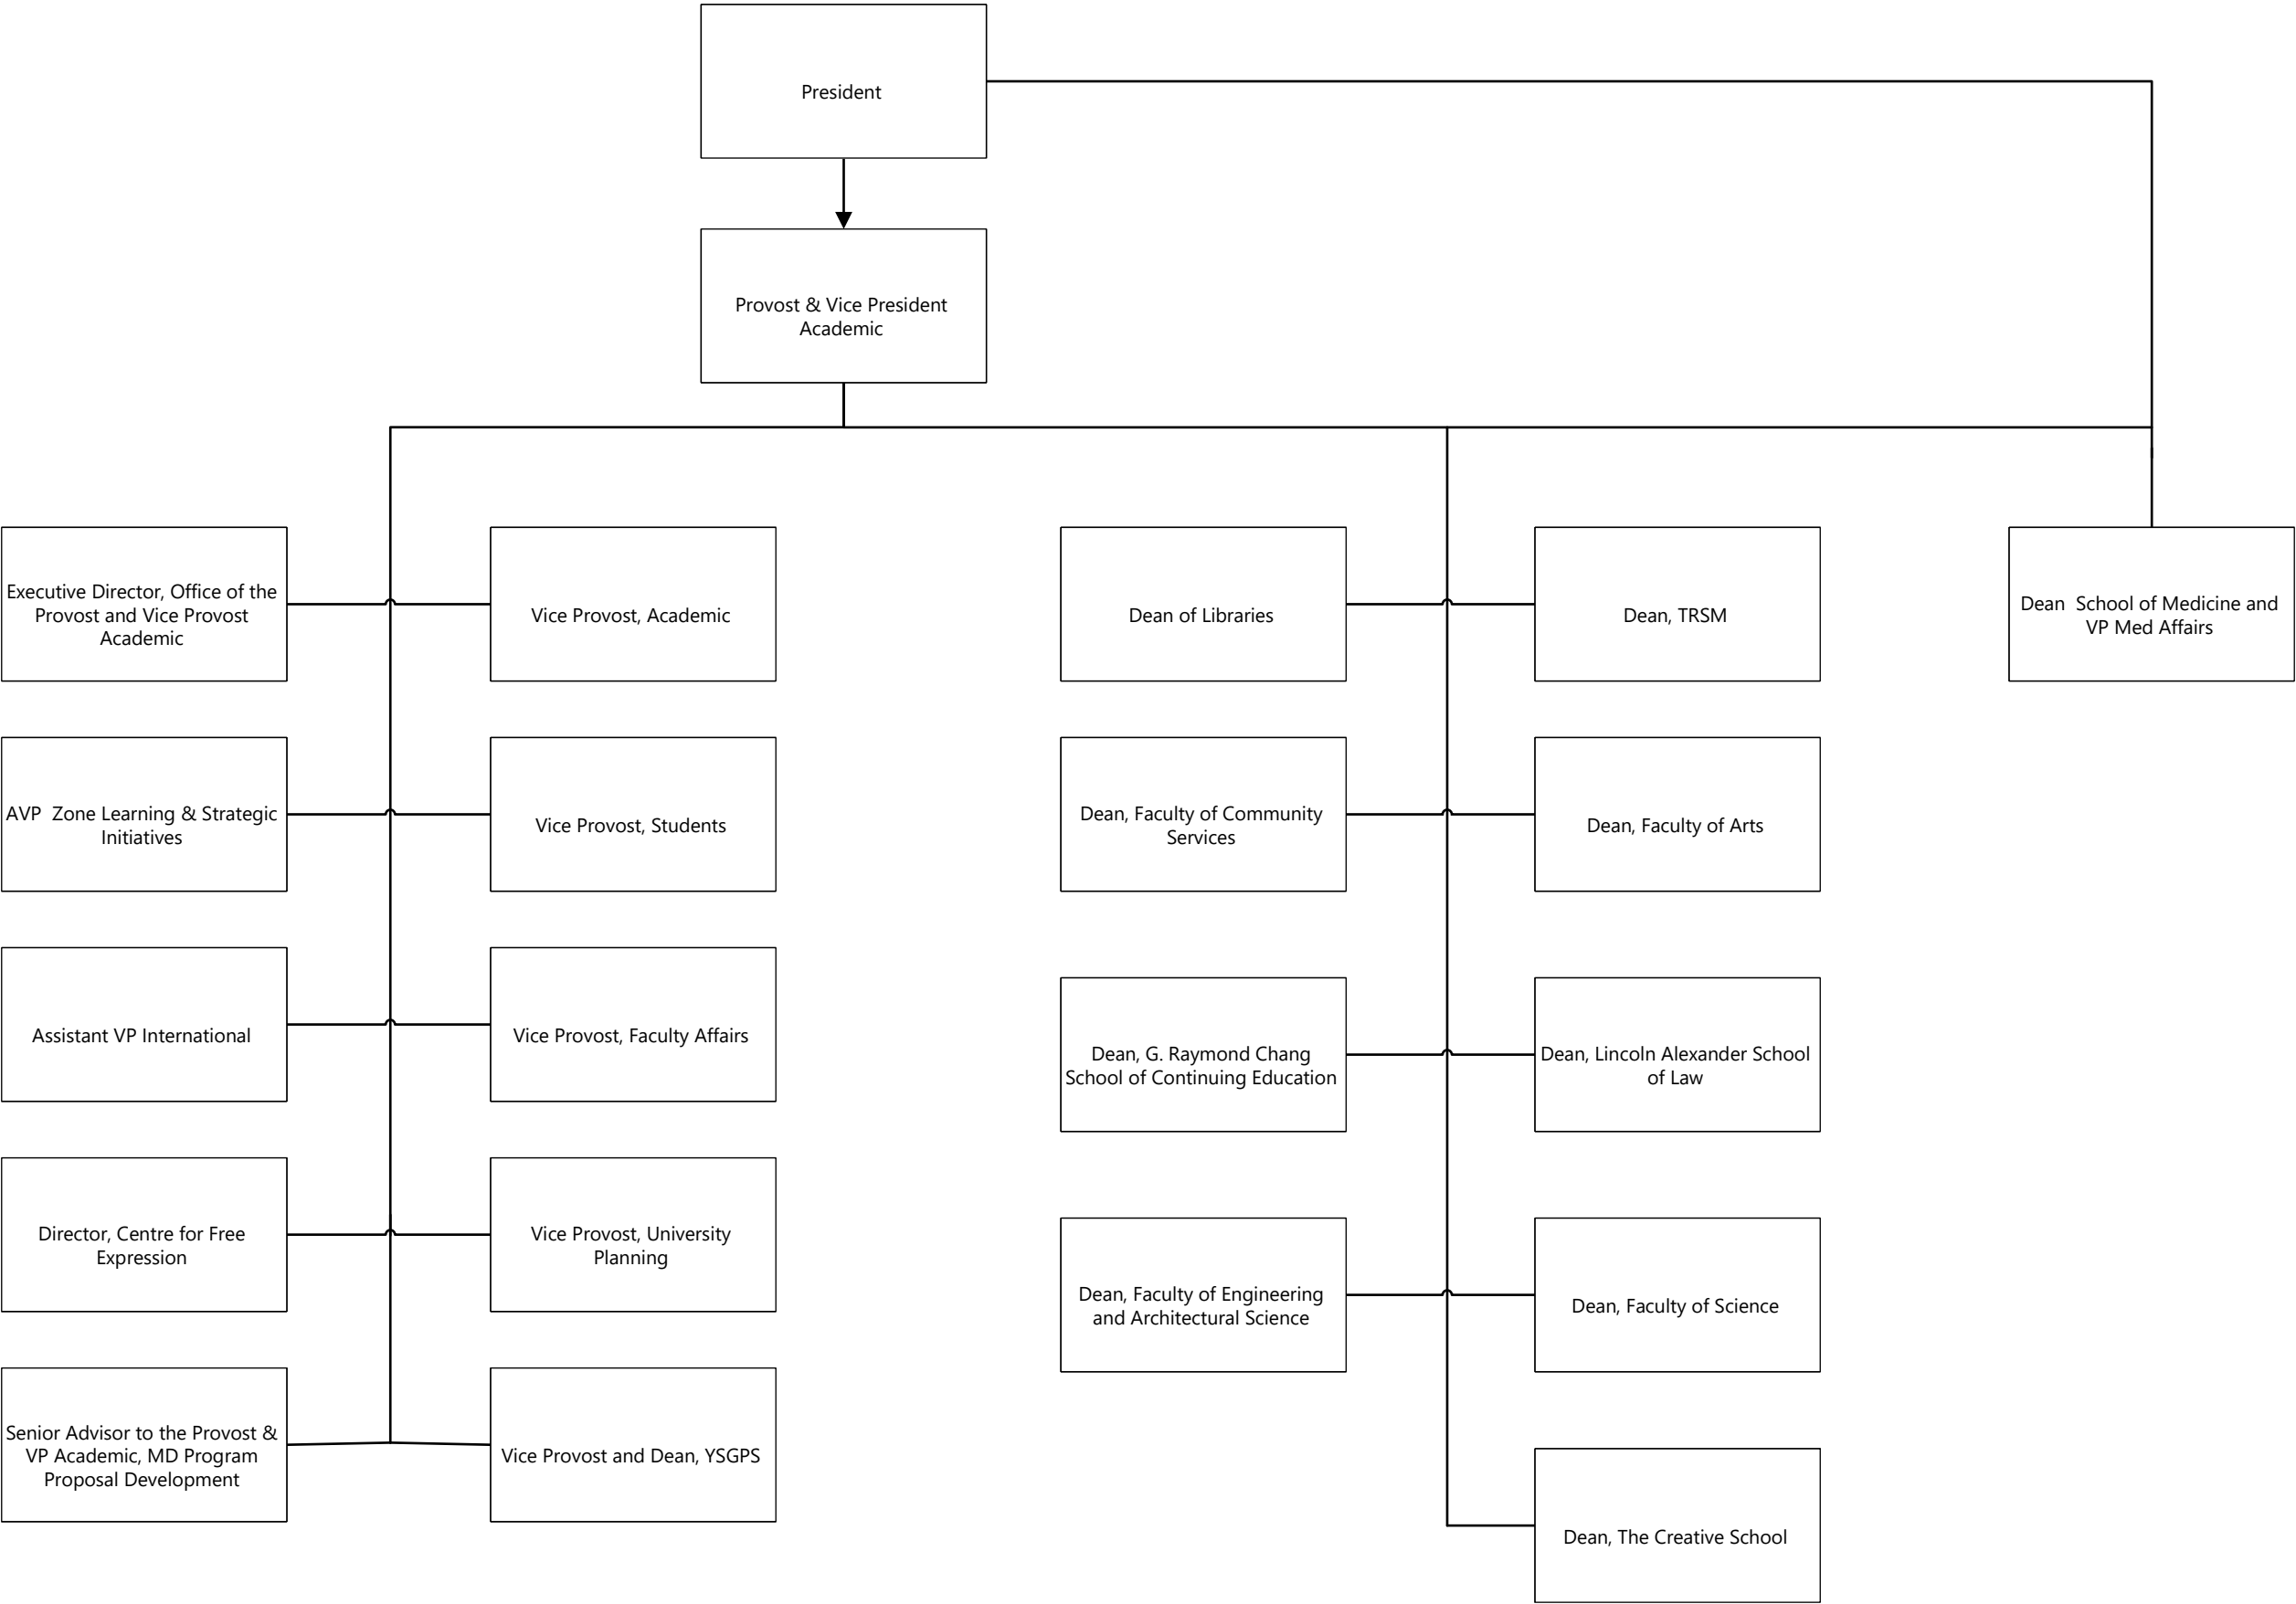 President
Provost & Vice President
Academic
Executive Director, Office of the
Provost and Vice Provost
Academic
Vice Provost, Academic
Dean of Libraries
Dean, TRSM
Dean  School of Medicine and
VP Med Affairs
AVP  Zone Learning & Strategic
Initiatives
Vice Provost, Students
Dean, Faculty of Community
Services
Dean, Faculty of Arts
Assistant VP International
Vice Provost, Faculty Affairs
Dean, G. Raymond Chang
School of Continuing Education
Dean, Lincoln Alexander School
of Law
Director, Centre for Free
Expression
Vice Provost, University
Planning
Dean, Faculty of Engineering
and Architectural Science
Dean, Faculty of Science
Senior Advisor to the Provost &
VP Academic, MD Program
Proposal Development
Vice Provost and Dean, YSGPS
Dean, The Creative School